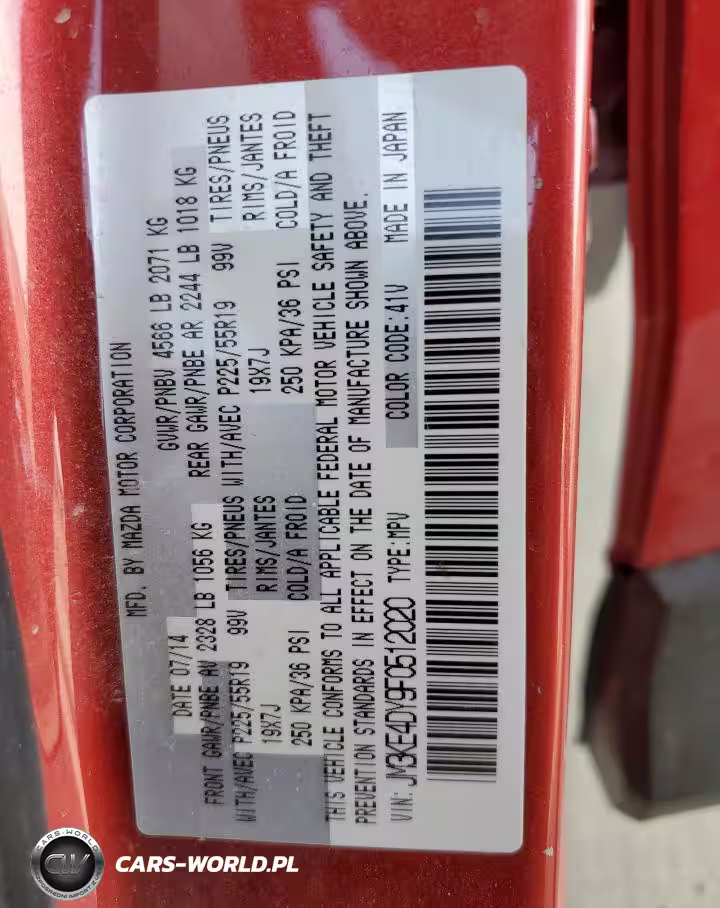 MFD. BY MAZDA MOTOR CORPORATION
DATE 07/14 GVWR/PNBV 4566 LB 2071 KG
FRONT GAWR/PNBE AV 2328 LB 1056 KG REAR GAWR/PNBE AR 2244 LB 1018 KG
WITH/AVEC P225/55R19 99V TIRES/PNEUS WITH/AVEC P225/55R19 99V TIRES/PNEUS
19X7J RIMS/JANTES 19X7J RIMS/JANTES
250 KPA/36 PSI COLD/A FROID 250 KPA/36 PSI COLD/A FROID
THIS VEHICLE CONFORMS TO ALL APPLICABLE FEDERAL MOTOR VEHICLE SAFETY AND THEFT
PREVENTION STANDARDS IN EFFECT ON THE DATE OF MANUFACTURE SHOWN ABOVE.
VIN: JM3KE4DY9F0512020 TYPE:MPV COLOR CODE:41V MADE IN JAPAN
CARS-WORLD
CW
CARS-WORLD.PL